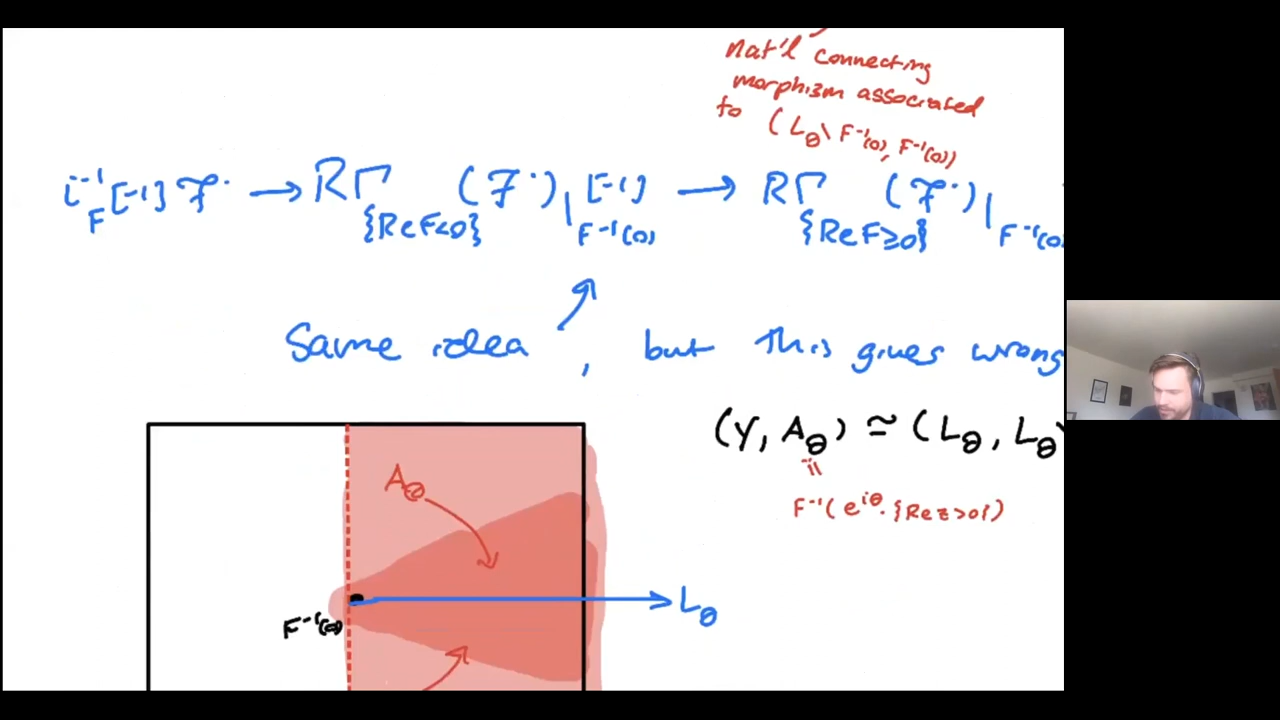 Nat'l connecting
morphism associated
to (L_θ \ F⁻¹(0), F⁻¹(0))
i_F⁻¹[-1] 𝓕˙ → RΓ_{Re F<0} (𝓕˙)|_F⁻¹(0) [-1] → RΓ_{Re F≥0} (𝓕˙)|_F⁻¹(0)
Same idea, but this gives wrong
(Y, A_θ) ≃ (L_θ, L_θ\
=
F⁻¹(e^{iθ}·{Re z>0})
A_θ
F⁻¹(0)
L_θ